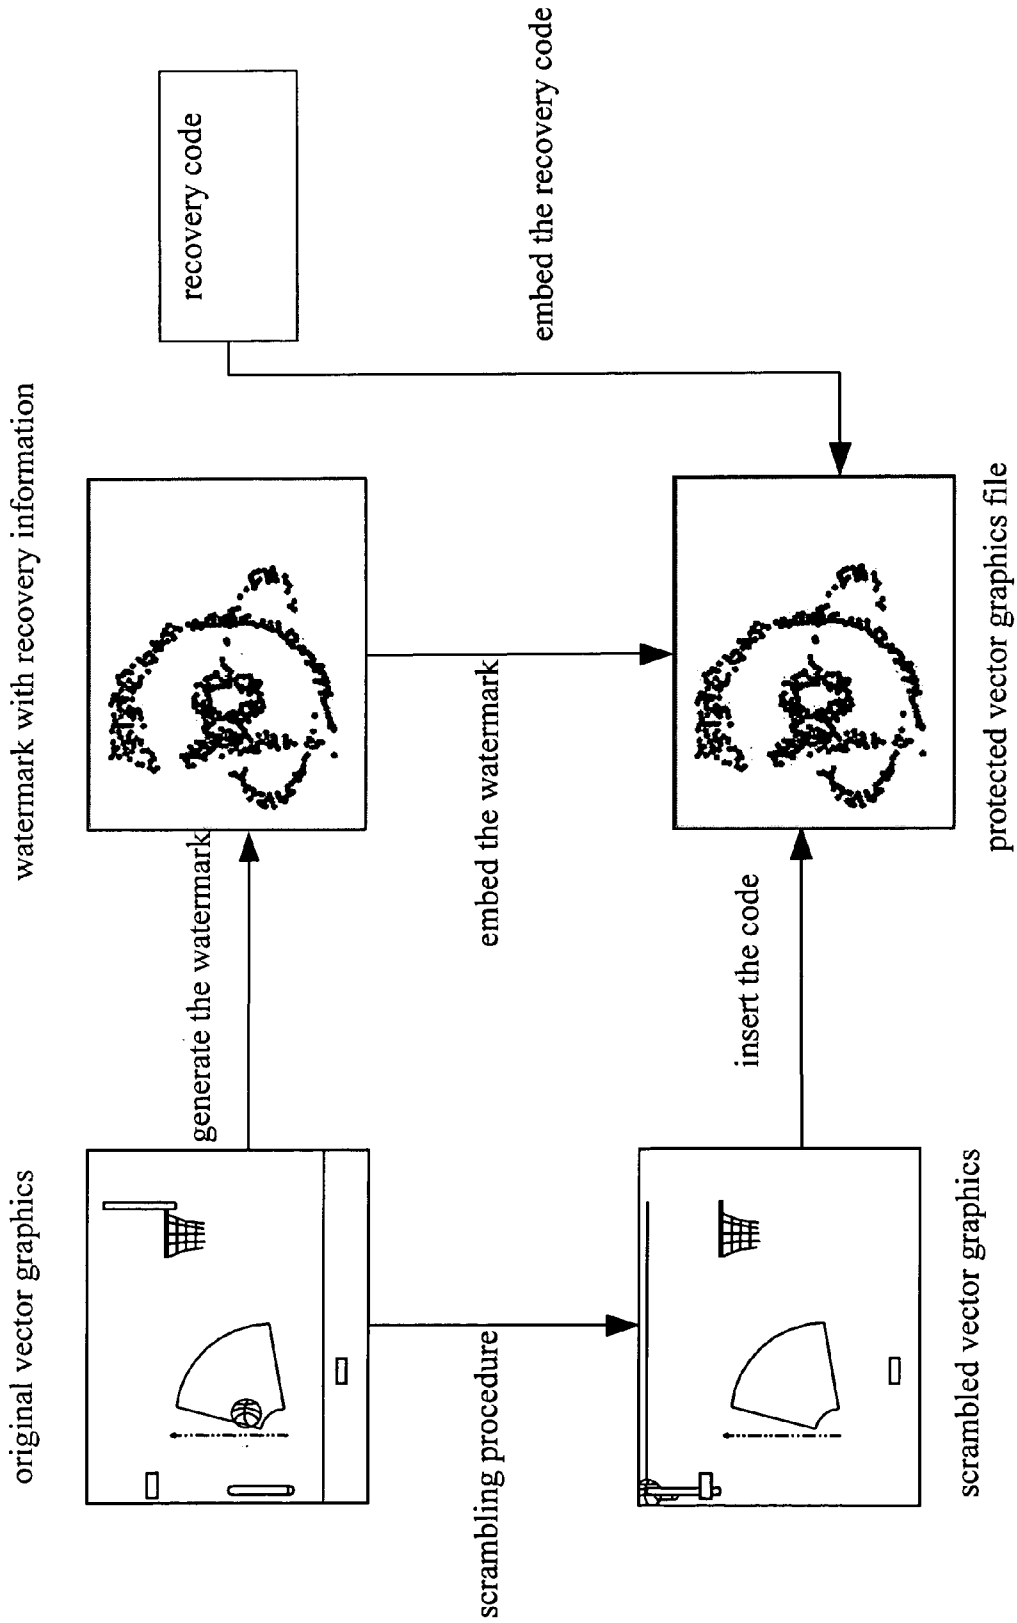 original vector graphics
generate the watermark
watermark with recovery information
recovery code
scrambling procedure
embed the watermark
embed the recovery code
insert the code
scrambled vector graphics
protected vector graphics file